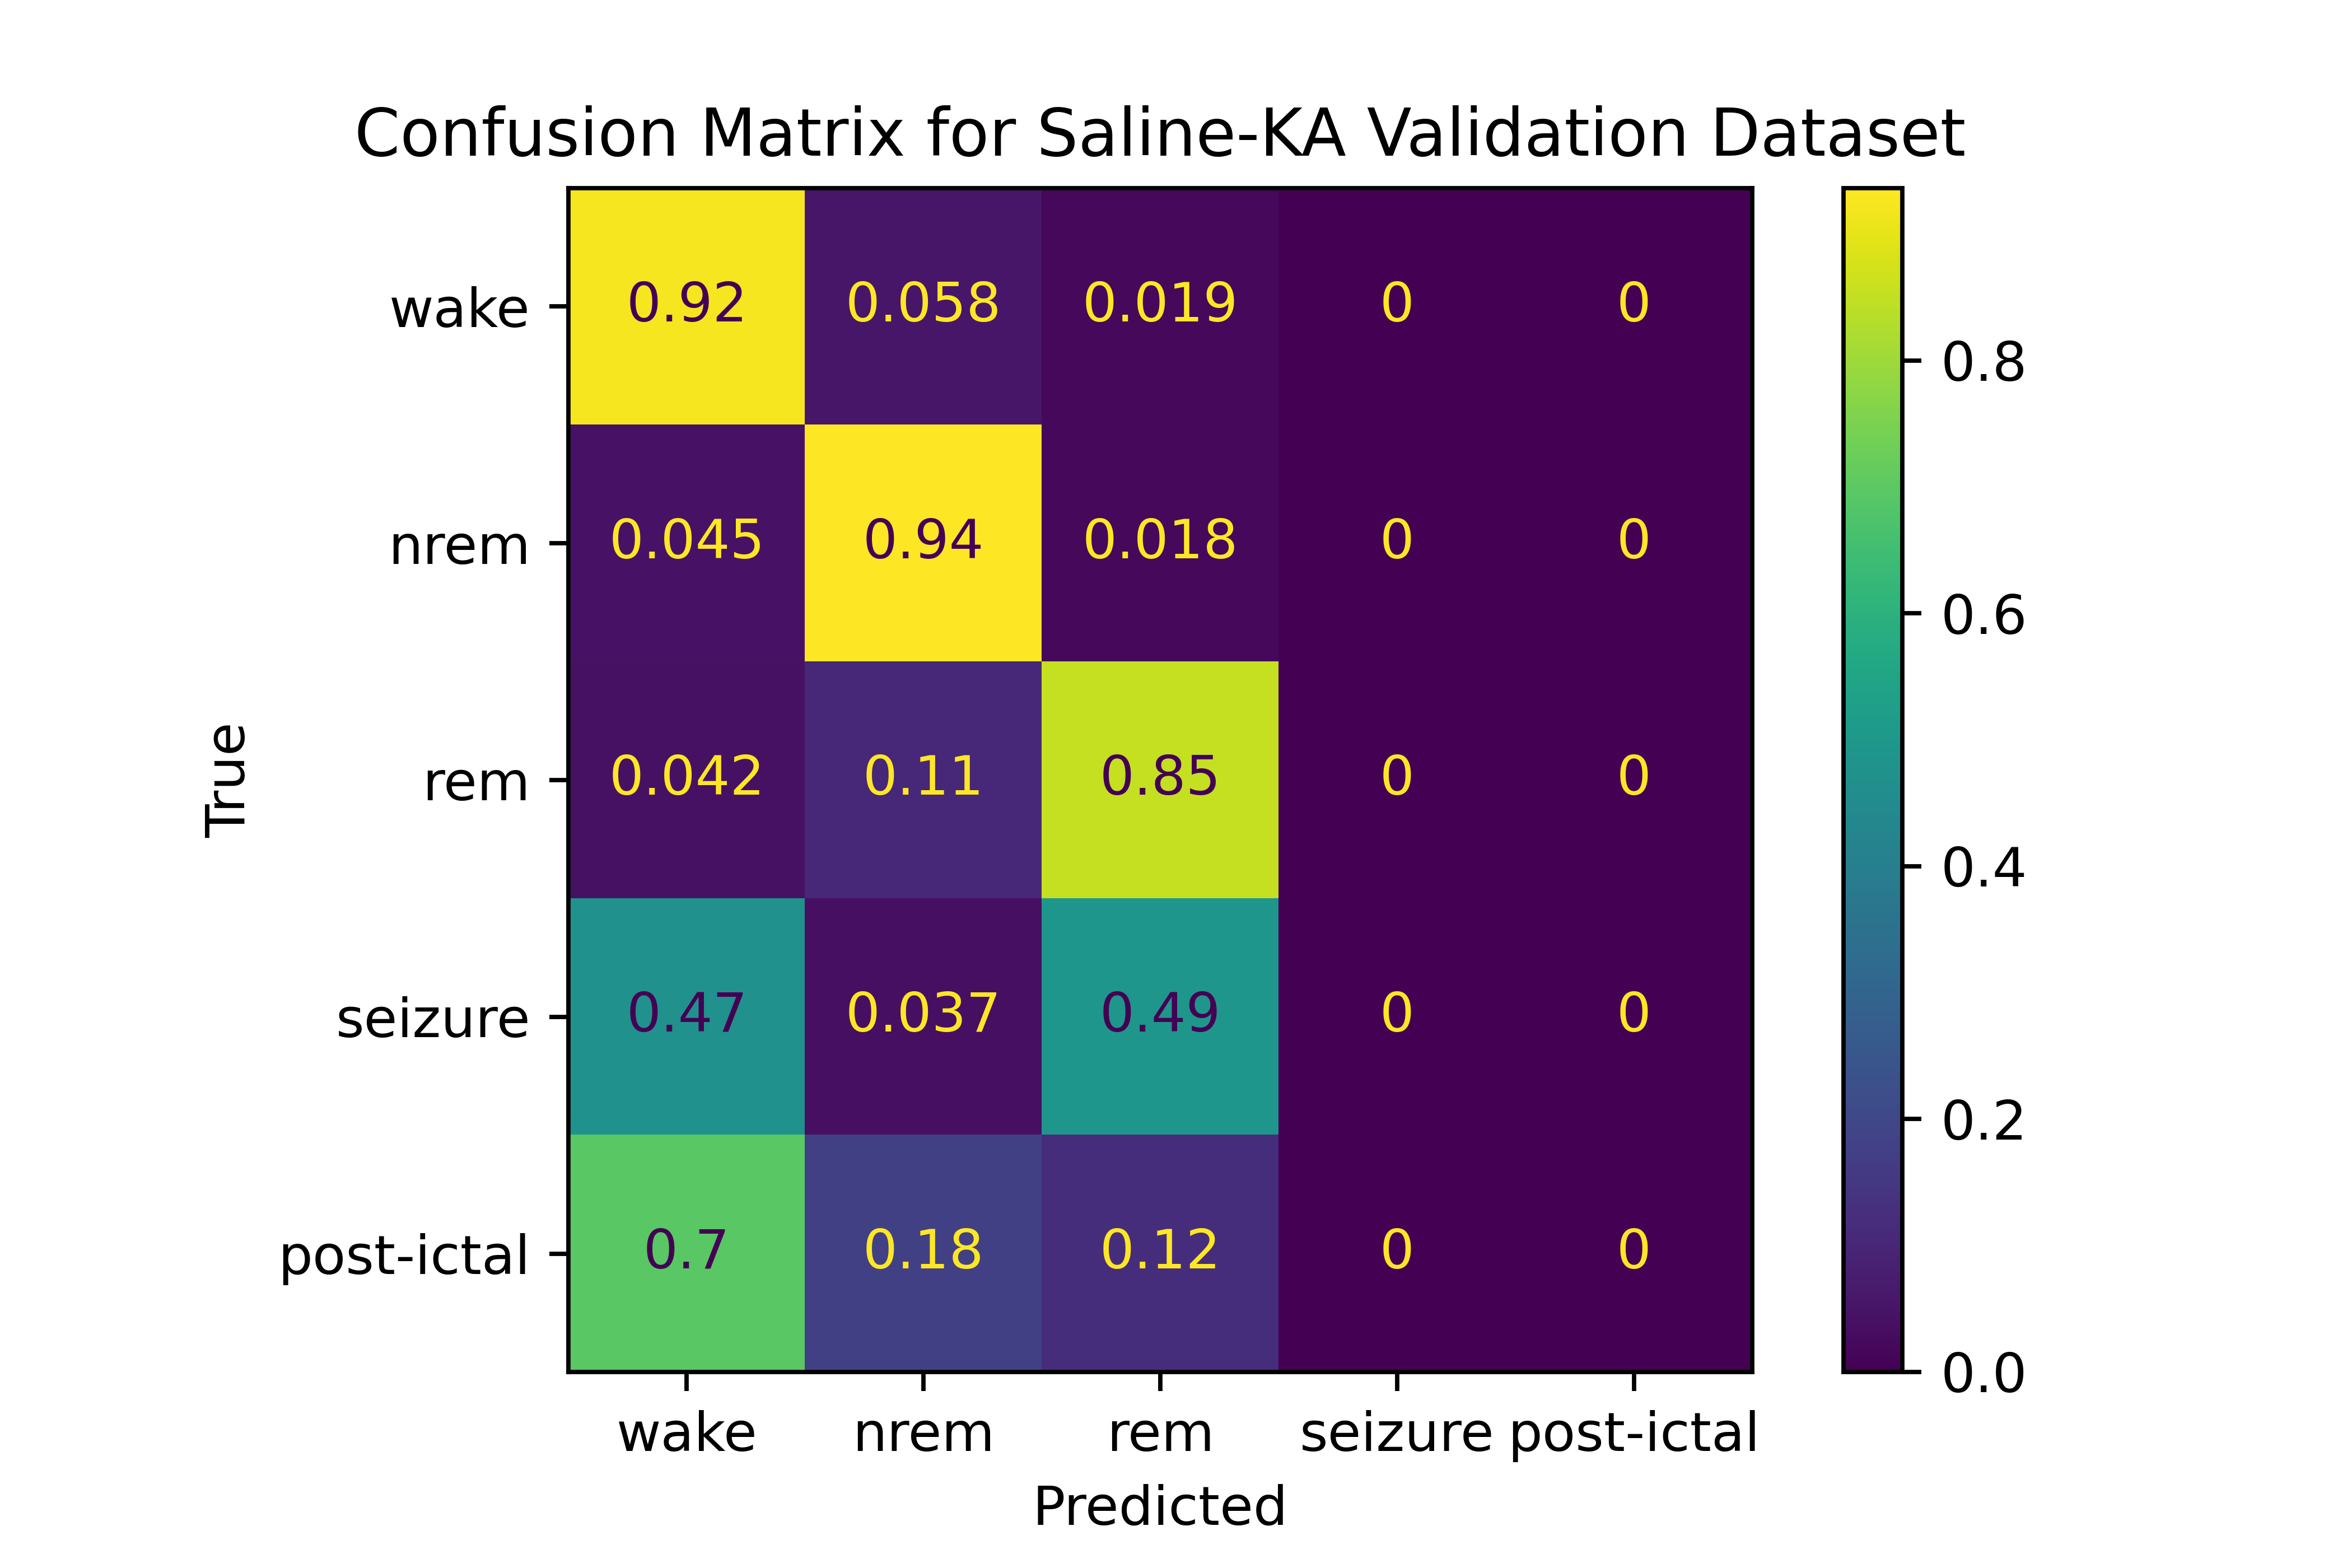 Confusion Matrix for Saline-KA Validation Dataset
wake 0.92 0.058 0.019 0 0
0.8
nrem 0.045 0.94 0.018 0 0
0.6
True
rem 0.042 0.11 0.85 0 0
0.4
seizure 0.47 0.037 0.49 0 0
0.2
post-ictal 0.7 0.18 0.12 0 0
0.0
wake nrem rem seizure post-ictal
Predicted